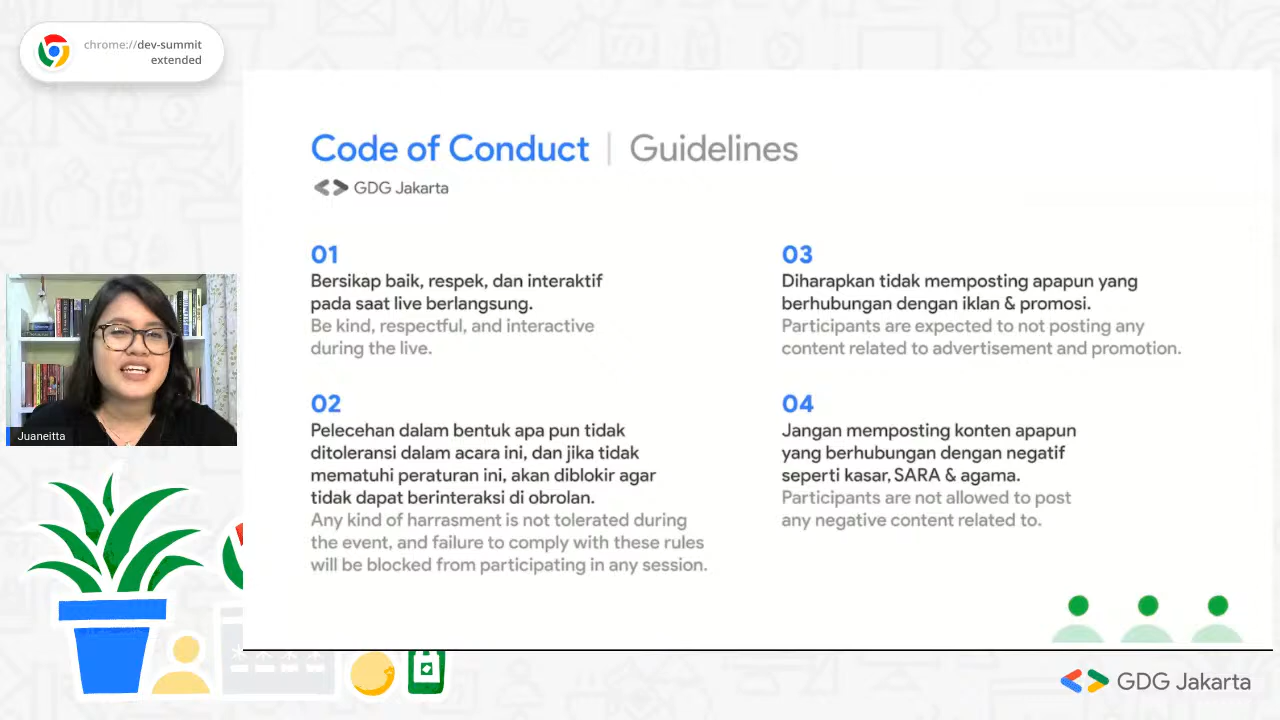 chrome://dev-summit
extended
Code of Conduct | Guidelines
GDG Jakarta
01
Bersikap baik, respek, dan interaktif
pada saat live berlangsung.
Be kind, respectful, and interactive
during the live.
02
Pelecehan dalam bentuk apa pun tidak
ditoleransi dalam acara ini, dan jika tidak
mematuhi peraturan ini, akan diblokir agar
tidak dapat berinteraksi di obrolan.
Any kind of harrasment is not tolerated during
the event, and failure to comply with these rules
will be blocked from participating in any session.
03
Diharapkan tidak memposting apapun yang
berhubungan dengan iklan & promosi.
Participants are expected to not posting any
content related to advertisement and promotion.
04
Jangan memposting konten apapun
yang berhubungan dengan negatif
seperti kasar, SARA & agama.
Participants are not allowed to post
any negative content related to.
Juaneitta
GDG Jakarta